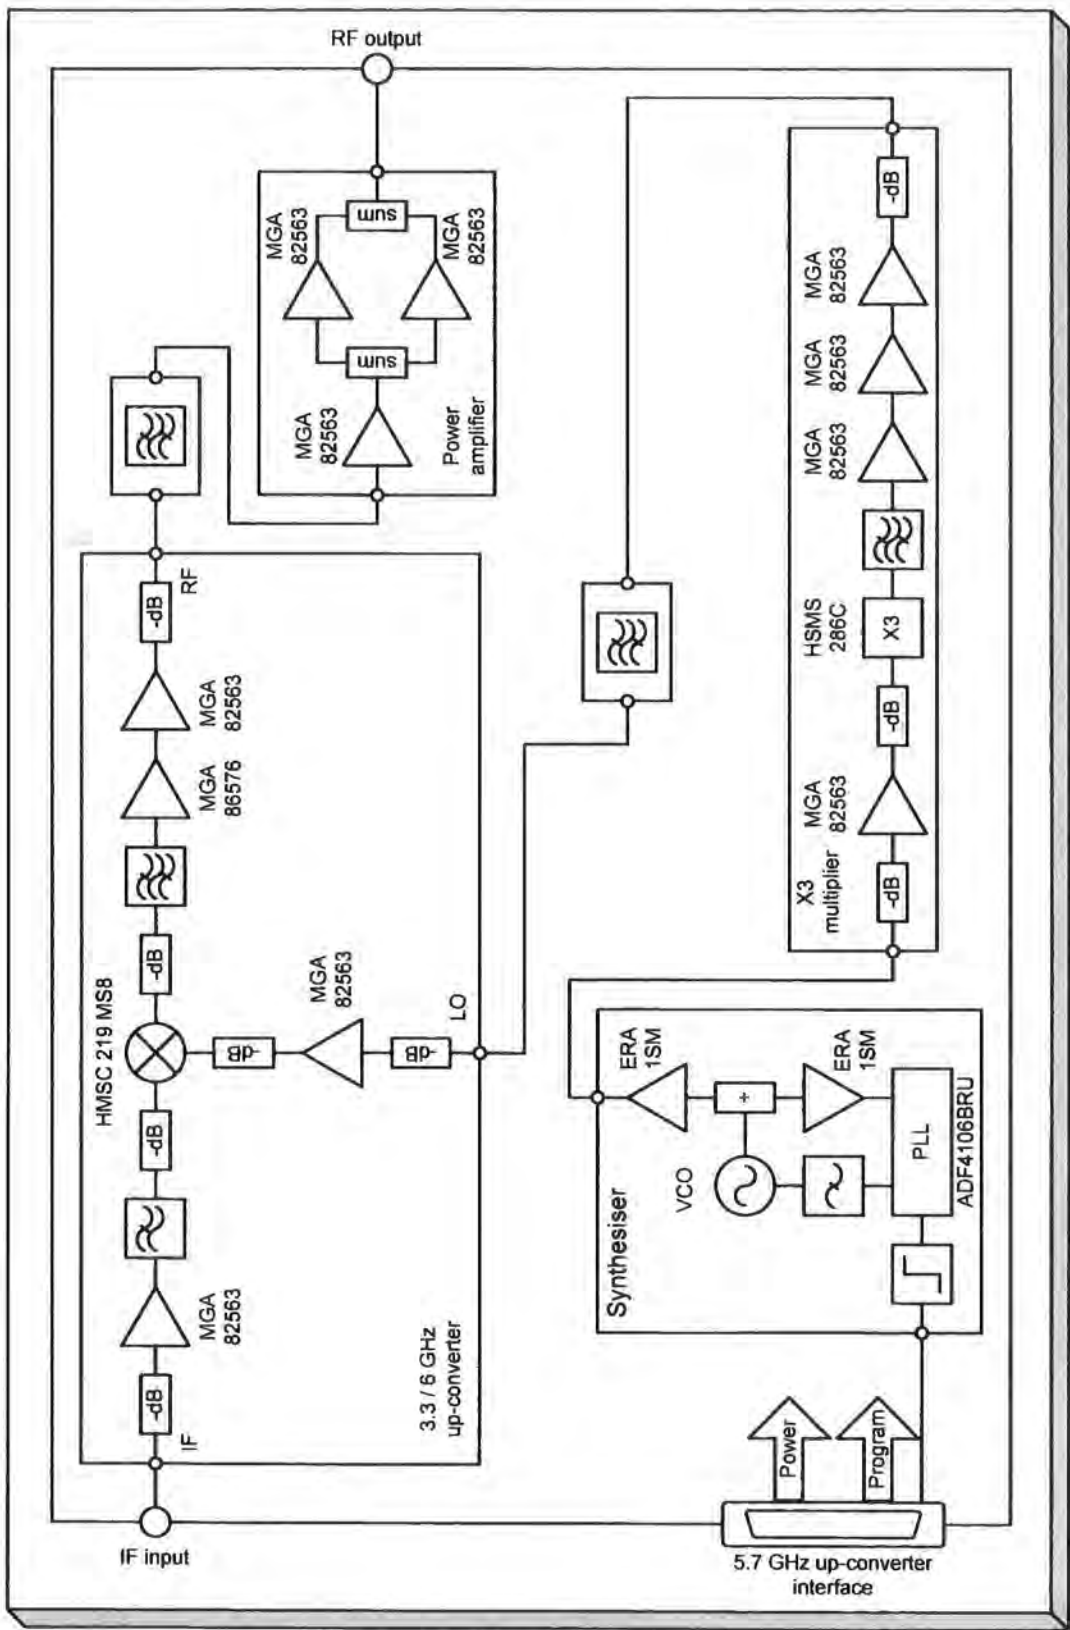 RF output
MGA
82563
MGA
82563
sum
sum
MGA
82563
Power
amplifier
RF
-dB
MGA
82563
MGA
86576
-dB
HMSC 219 MS8
-dB
MGA
82563
-dB
-dB
LO
-dB
MGA
82563
-dB
IF
3.3 / 6 GHz
up-converter
IF input
-dB
MGA
82563
MGA
82563
MGA
82563
HSMS
286C
X3
-dB
MGA
82563
-dB
X3
multiplier
ERA
1SM
ERA
1SM
÷
VCO
PLL
ADF4106BRU
Synthesiser
Power
Program
5.7 GHz up-converter
interface